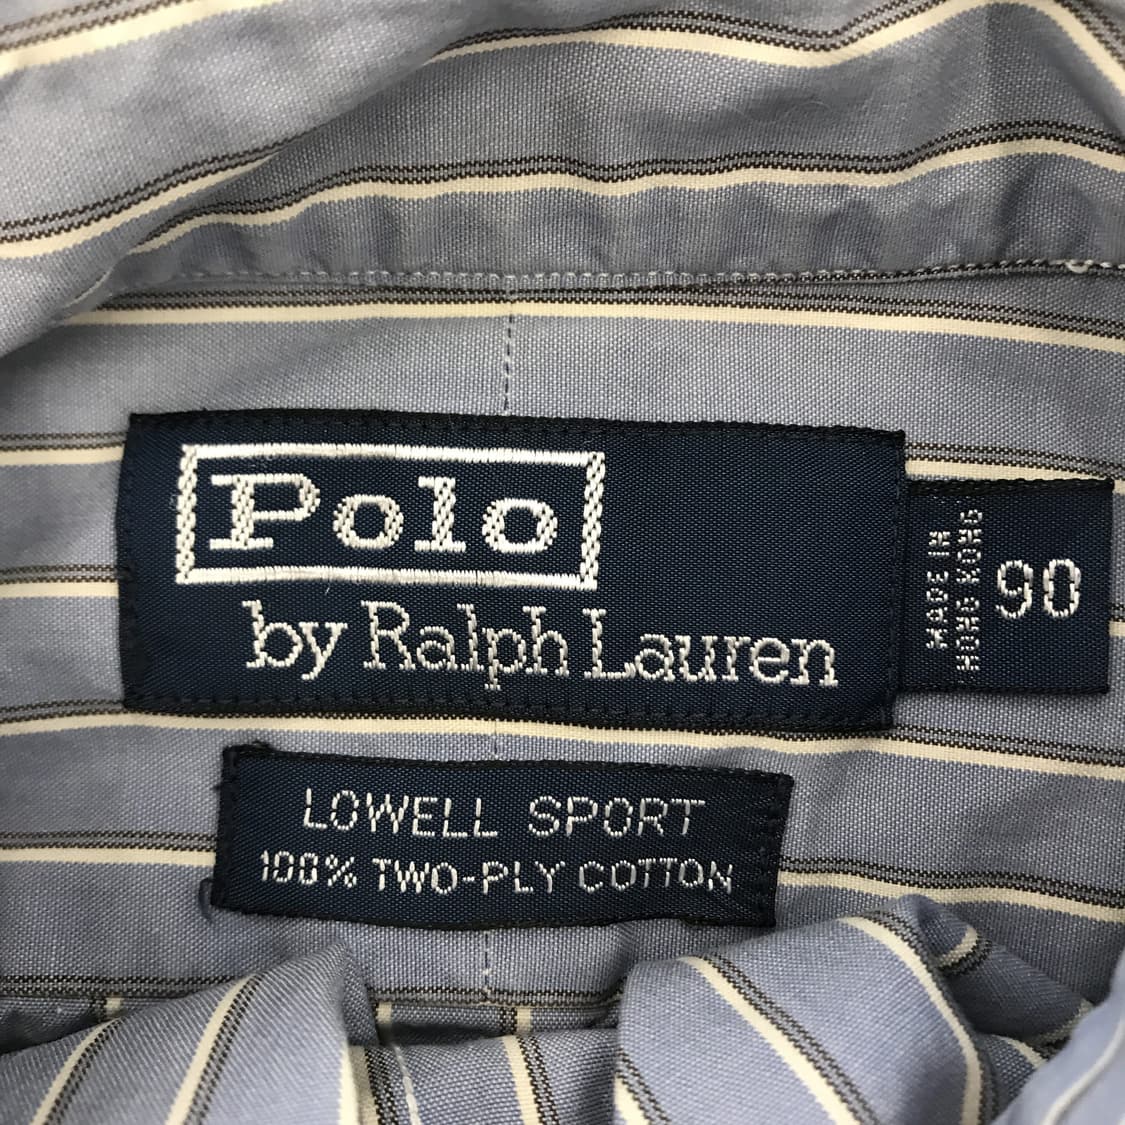 Polo
by Ralph Lauren
MADE IN
HONG KONG
90
LOWELL SPORT
100% TWO-PLY COTTON